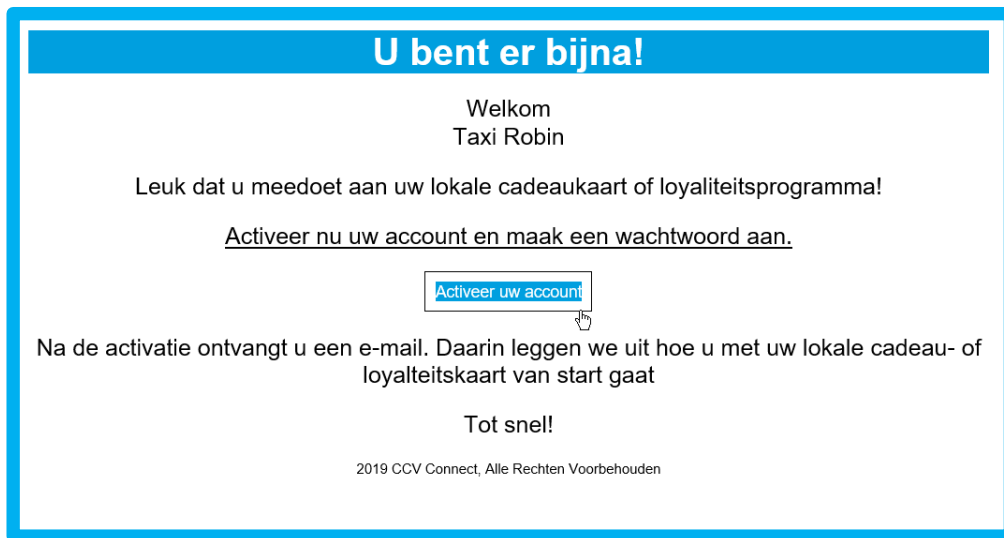 U bent er bijna!
Welkom
Taxi Robin
Leuk dat u meedoet aan uw lokale cadeaukaart of loyaliteitsprogramma!
Activeer nu uw account en maak een wachtwoord aan.
Activeer uw account
Na de activatie ontvangt u een e-mail. Daarin leggen we uit hoe u met uw lokale cadeau- of
loyalteitskaart van start gaat
Tot snel!
2019 CCV Connect, Alle Rechten Voorbehouden